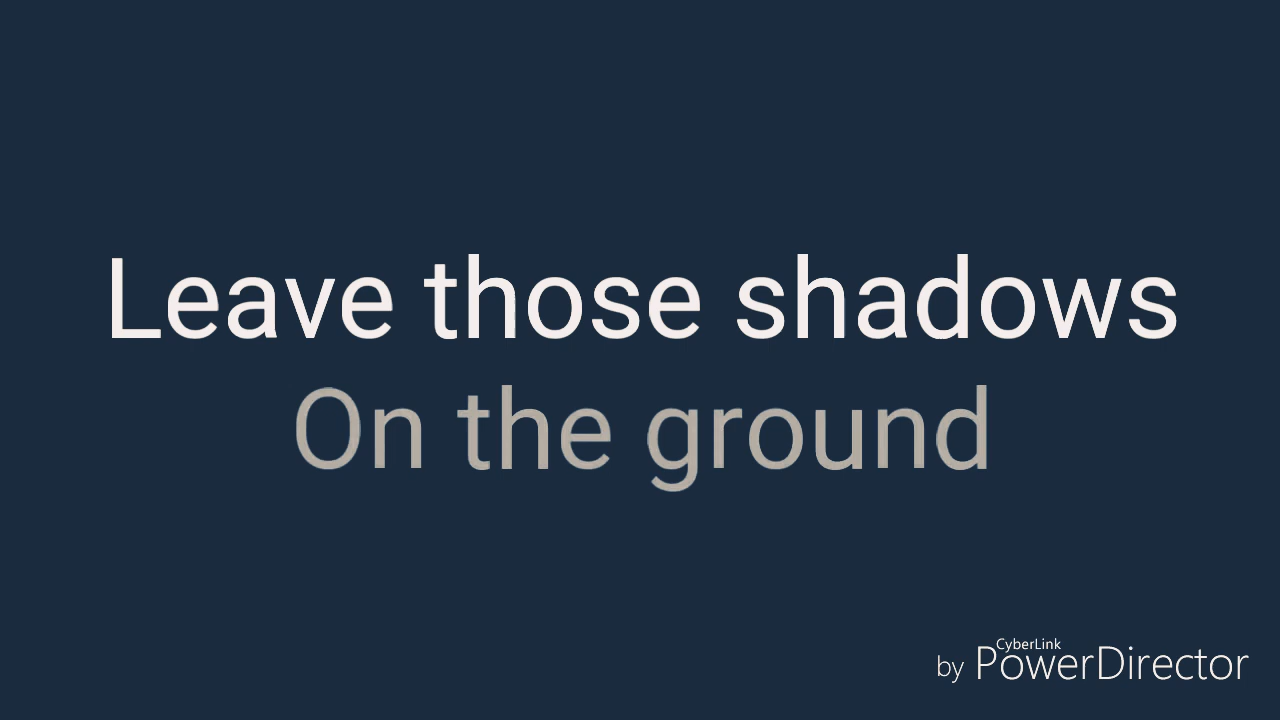 Leave those shadows
On the ground
CyberLink
by PowerDirector